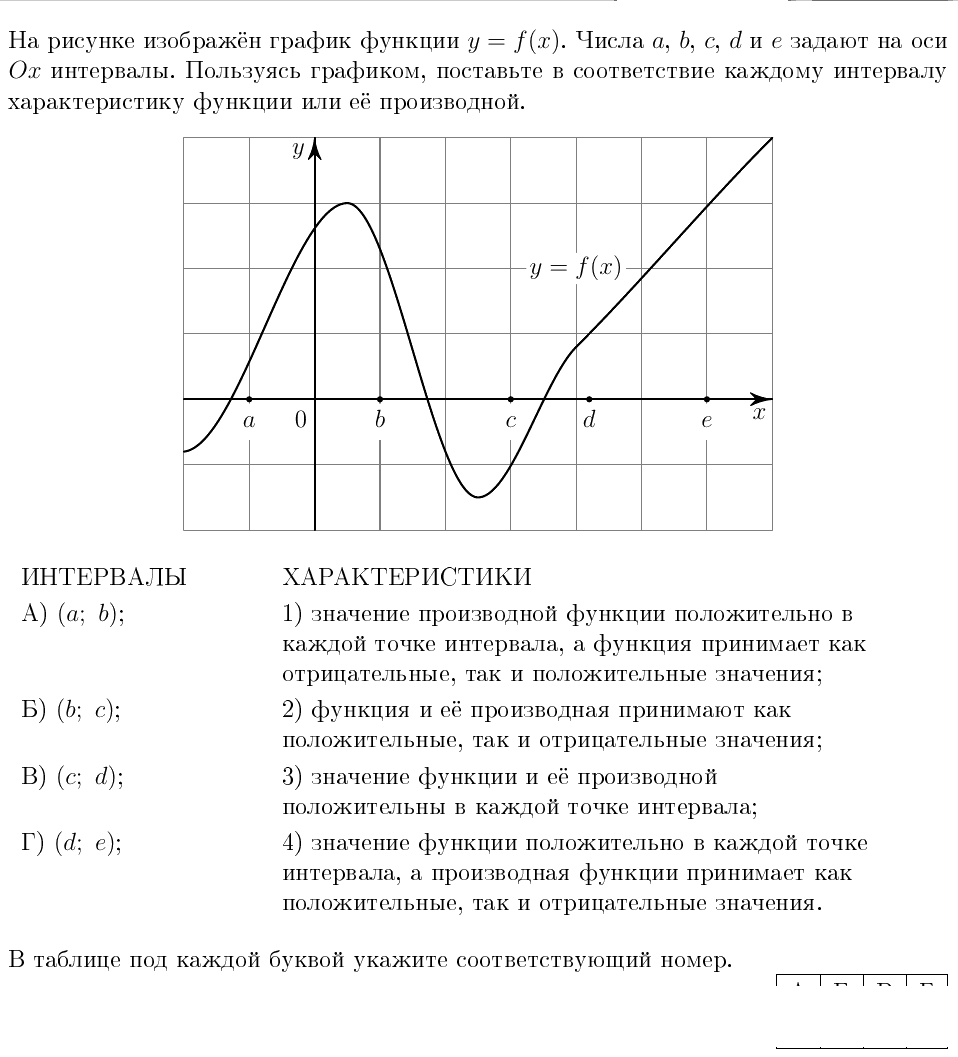 На рисунке изображён график функции y = f(x). Числа a, b, c, d и e задают на оси
Ox интервалы. Пользуясь графиком, поставьте в соответствие каждому интервалу
характеристику функции или её производной.
y
y = f(x)
a 0 b c d e x
ИНТЕРВАЛЫ ХАРАКТЕРИСТИКИ
А) (a; b); 1) значение производной функции положительно в
каждой точке интервала, а функция принимает как
отрицательные, так и положительные значения;
Б) (b; c); 2) функция и её производная принимают как
положительные, так и отрицательные значения;
В) (c; d); 3) значение функции и её производной
положительны в каждой точке интервала;
Г) (d; e); 4) значение функции положительно в каждой точке
интервала, а производная функции принимает как
положительные, так и отрицательные значения.
В таблице под каждой буквой укажите соответствующий номер.